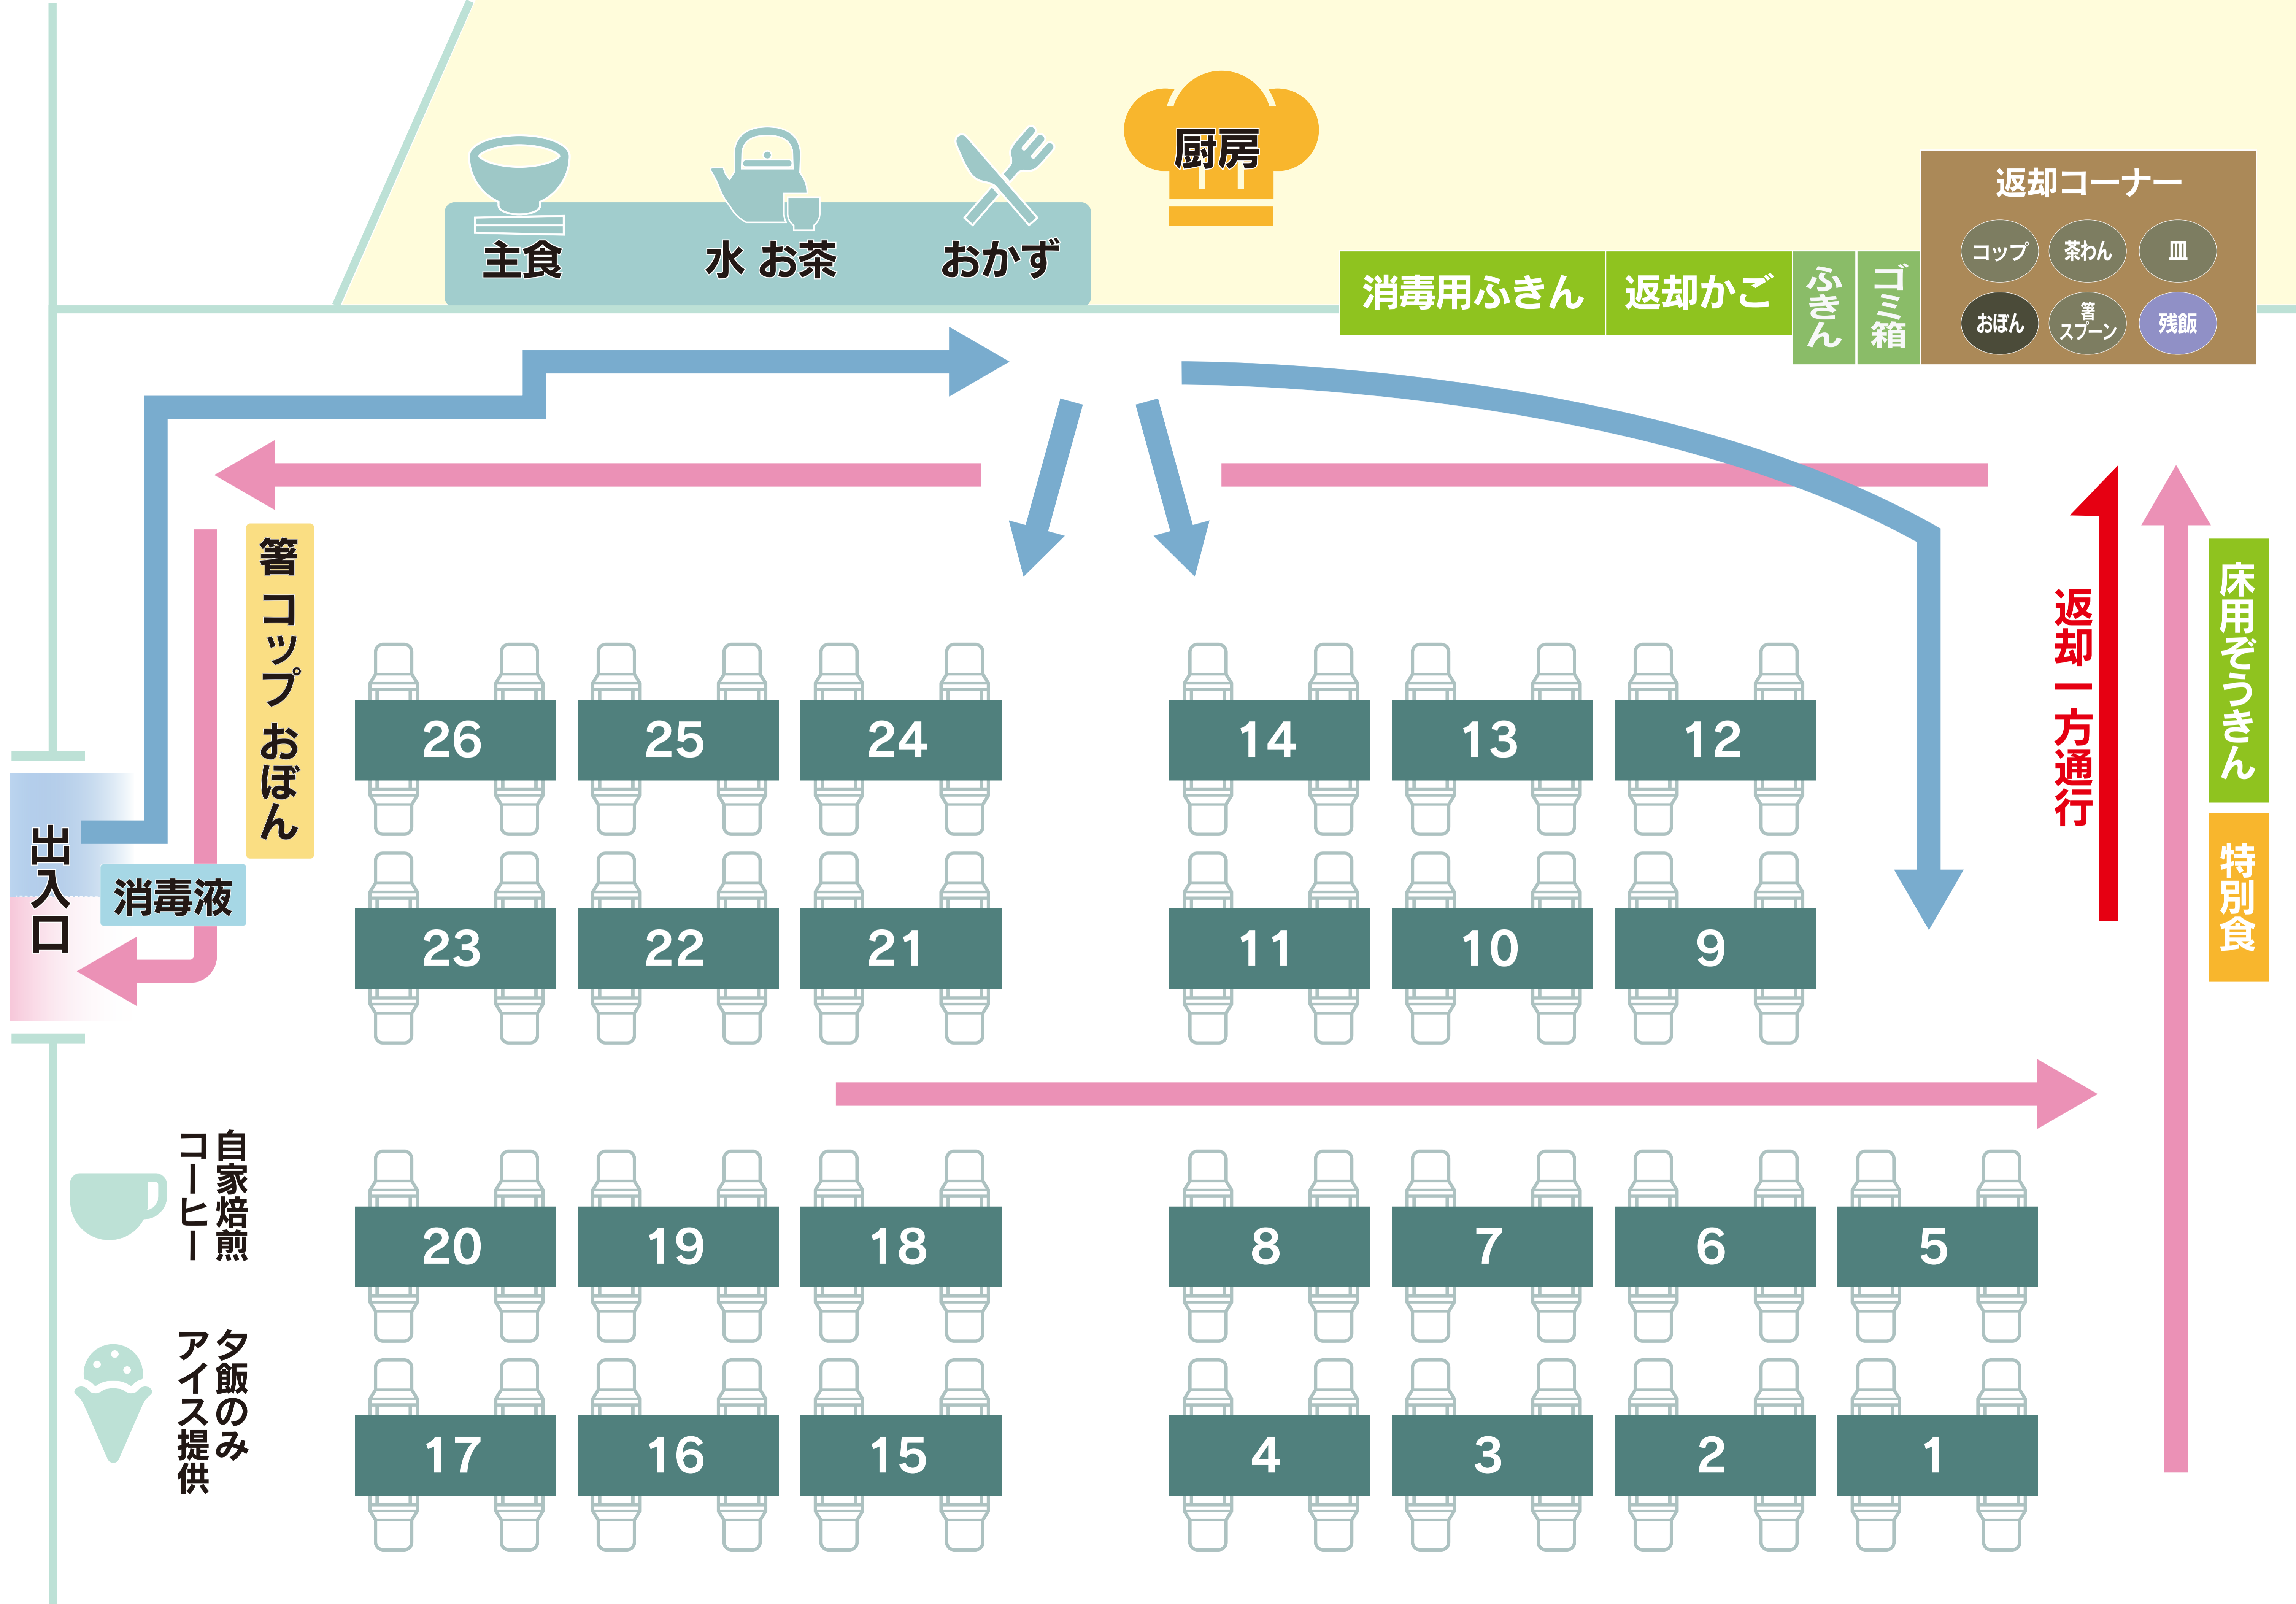 厨房
主食
水 お茶
おかず
消毒用ふきん
返却かご
ふきん
ゴミ箱
返却コーナー
コップ
茶わん
皿
おぼん
箸
スプーン
残飯
箸 コップ おぼん
出入口
消毒液
返却一方通行
床用ぞうきん
特別食
26
25
24
14
13
12
23
22
21
11
10
9
自家焙煎
コーヒー
夕飯のみ
アイス提供
20
19
18
8
7
6
5
17
16
15
4
3
2
1